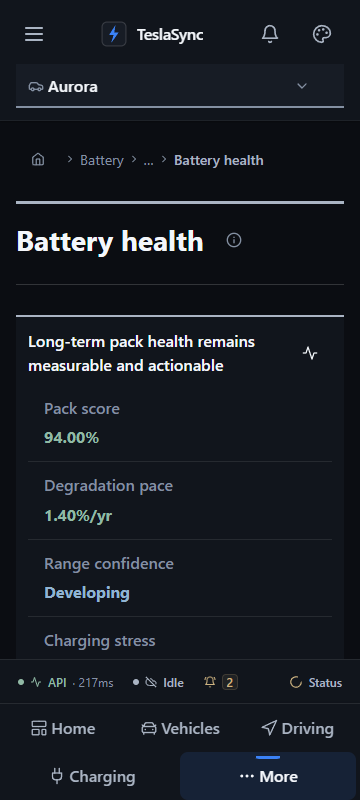 TeslaSync
Aurora
Battery
...
Battery health
Battery health
Long-term pack health remains
measurable and actionable
Pack score
94.00%
Degradation pace
1.40%/yr
Range confidence
Developing
Charging stress
API · 217ms
Idle
2
Status
Home
Vehicles
Driving
Charging
More